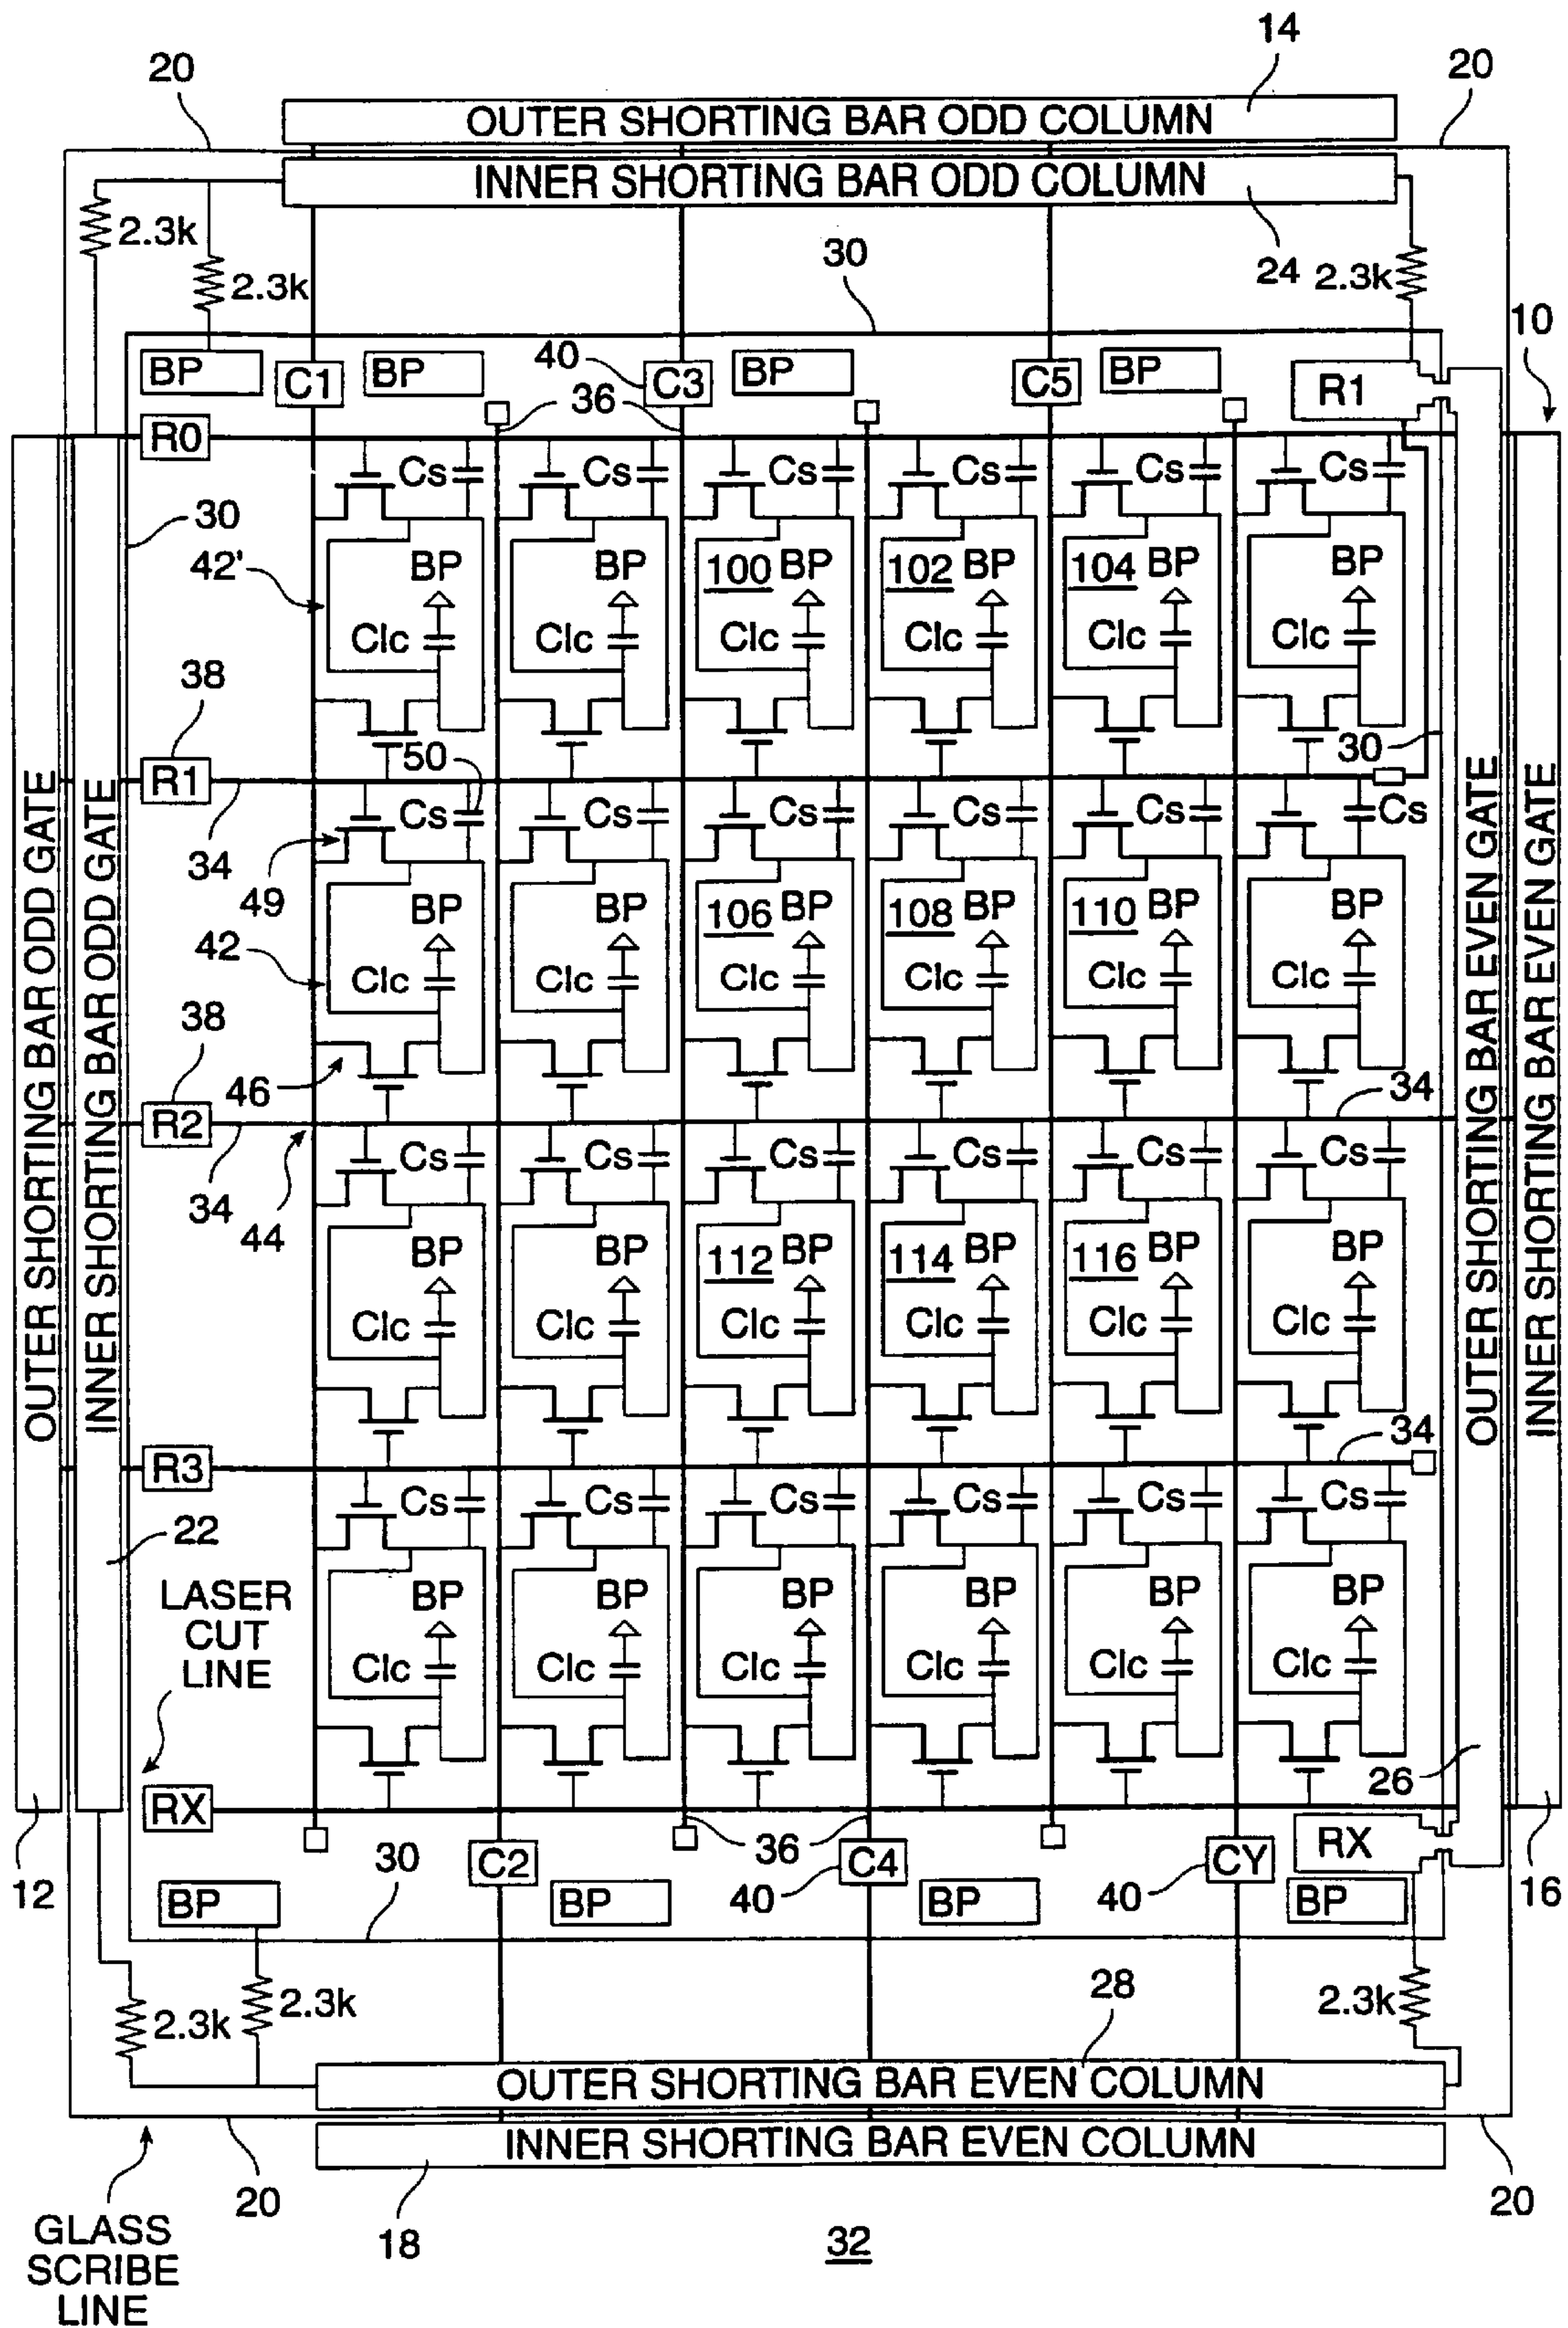 14
20
20
OUTER SHORTING BAR ODD COLUMN
INNER SHORTING BAR ODD COLUMN
2.3k
2.3k
30
24
2.3k
10
BP
C1
BP
40
C3
BP
C5
BP
R1
36
R0
Cs
Cs
Cs
Cs
Cs
Cs
30
42'
BP
BP
100
BP
102
BP
104
BP
BP
Clc
Clc
Clc
Clc
Clc
Clc
38
50
30
R1
34
Cs
Cs
Cs
Cs
Cs
Cs
49
42
BP
BP
106
BP
108
BP
110
BP
BP
Clc
Clc
Clc
Clc
Clc
Clc
38
46
34
R2
34
44
Cs
Cs
Cs
Cs
Cs
Cs
BP
BP
112
BP
114
BP
116
BP
BP
Clc
Clc
Clc
Clc
Clc
Clc
34
R3
22
Cs
Cs
Cs
Cs
Cs
Cs
BP
BP
BP
BP
BP
BP
Clc
Clc
Clc
Clc
Clc
Clc
OUTER SHORTING BAR ODD GATE
INNER SHORTING BAR ODD GATE
OUTER SHORTING BAR EVEN GATE
INNER SHORTING BAR EVEN GATE
LASER
CUT
LINE
26
RX
12
30
C2
36
40
C4
40
CY
RX
16
BP
BP
BP
BP
2.3k
2.3k
28
2.3k
OUTER SHORTING BAR EVEN COLUMN
INNER SHORTING BAR EVEN COLUMN
20
18
20
GLASS
SCRIBE
LINE
32